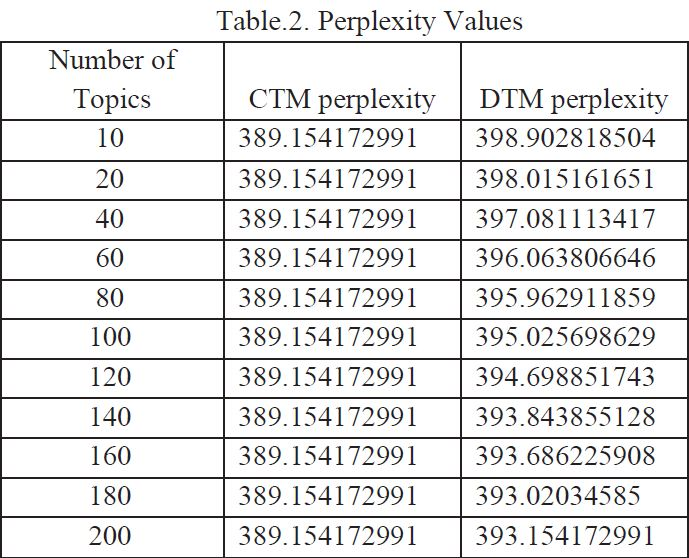 Table.2. Perplexity Values
Number of
Topics CTM perplexity DTM perplexity
10 389.154172991 398.902818504
20 389.154172991 398.015161651
40 389.154172991 397.081113417
60 389.154172991 396.063806646
80 389.154172991 395.962911859
100 389.154172991 395.025698629
120 389.154172991 394.698851743
140 389.154172991 393.843855128
160 389.154172991 393.686225908
180 389.154172991 393.02034585
200 389.154172991 393.154172991